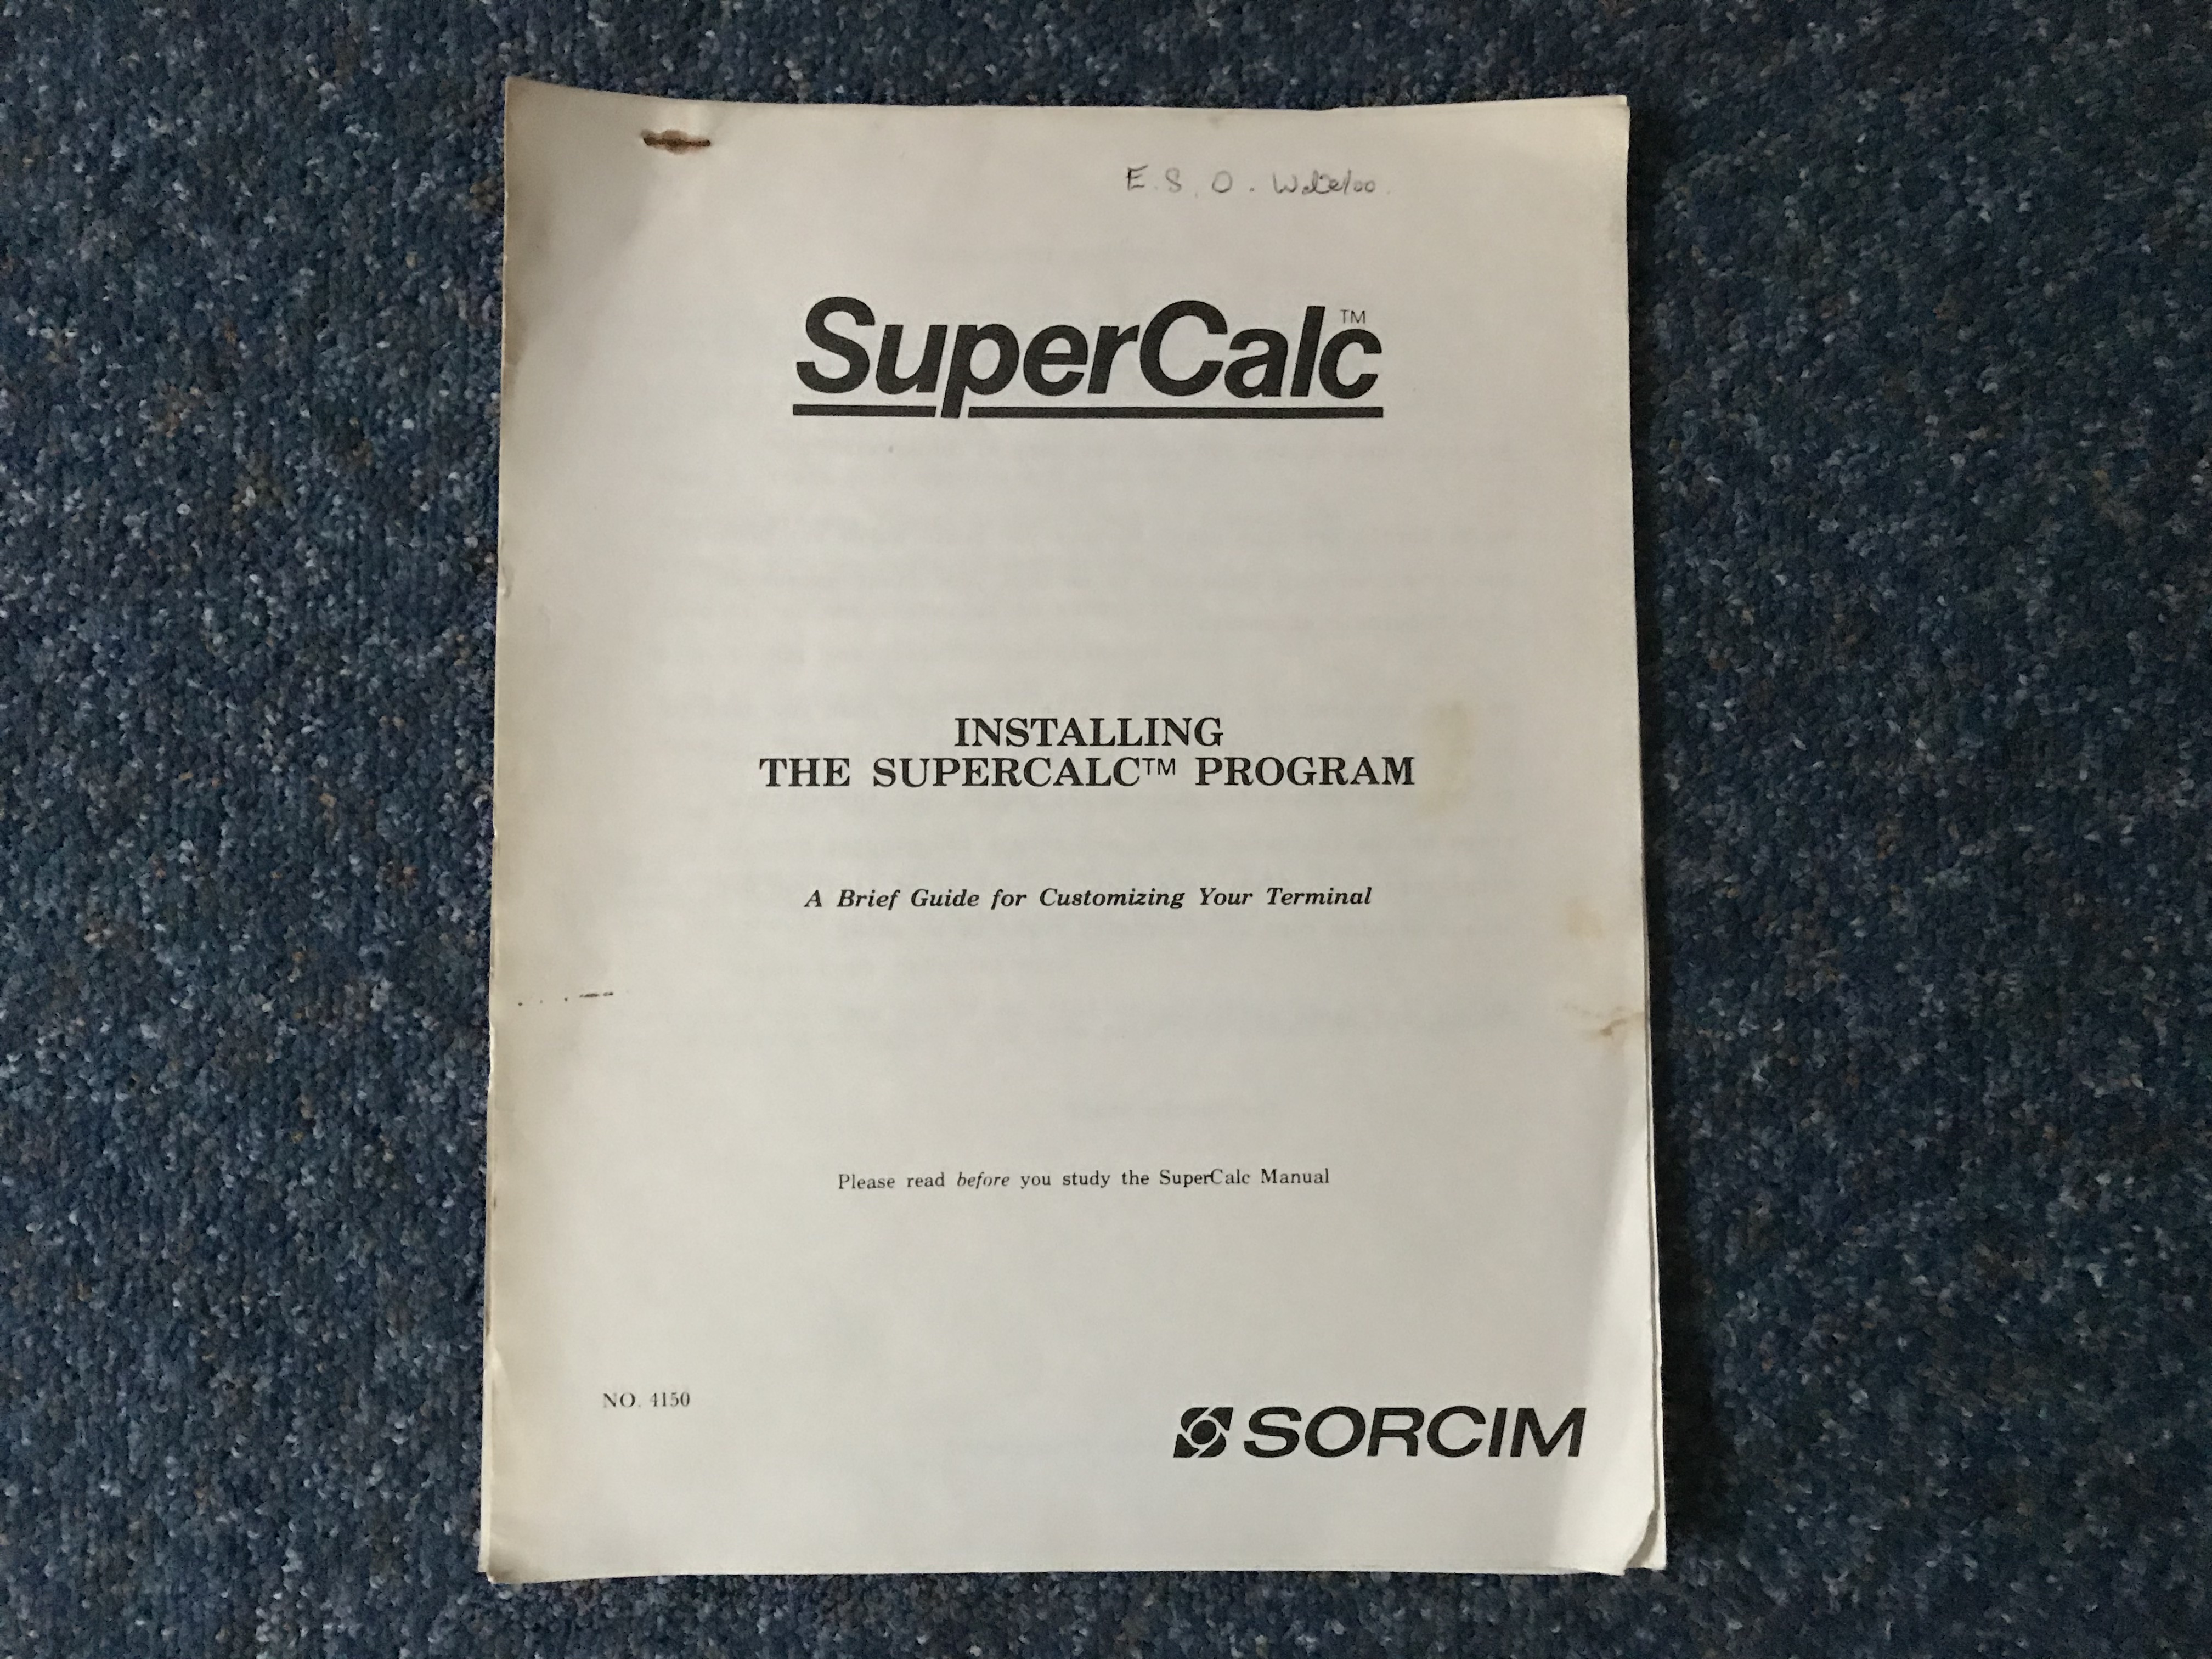 E.S.O. Waterloo.
SuperCalc™
INSTALLING
THE SUPERCALC™ PROGRAM
A Brief Guide for Customizing Your Terminal
Please read before you study the SuperCalc Manual
NO. 4150
SORCIM